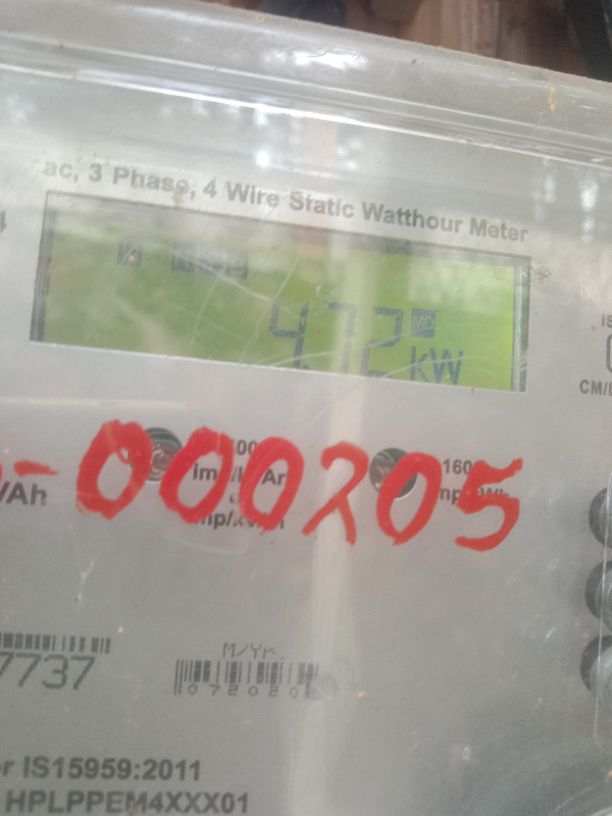 ac, 3 Phase, 4 Wire Static Watthour Meter
MD
4.72 kW
-000205
/Ah
7737
M/Yr.
072020
IS15959:2011
HPLPPEM4XXX01